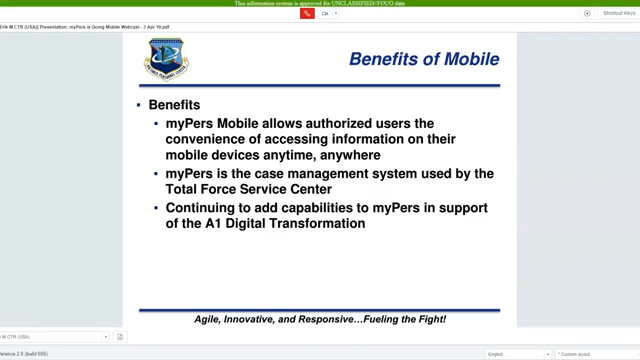 This information system is approved for UNCLASSIFIED//FOUO data
Shortcut Keys
Erik M CTR (USA)] Presentation: myPers is Going Mobile Webcast - 3 Apr 19.pdf
Benefits of Mobile
▪ Benefits
▪ myPers Mobile allows authorized users the
convenience of accessing information on their
mobile devices anytime, anywhere
▪ myPers is the case management system used by the
Total Force Service Center
▪ Continuing to add capabilities to myPers in support
of the A1 Digital Transformation
Agile, Innovative, and Responsive…Fueling the Fight!
M CTR (USA)
ference 2.0 (build 505)
English
* Custom layout